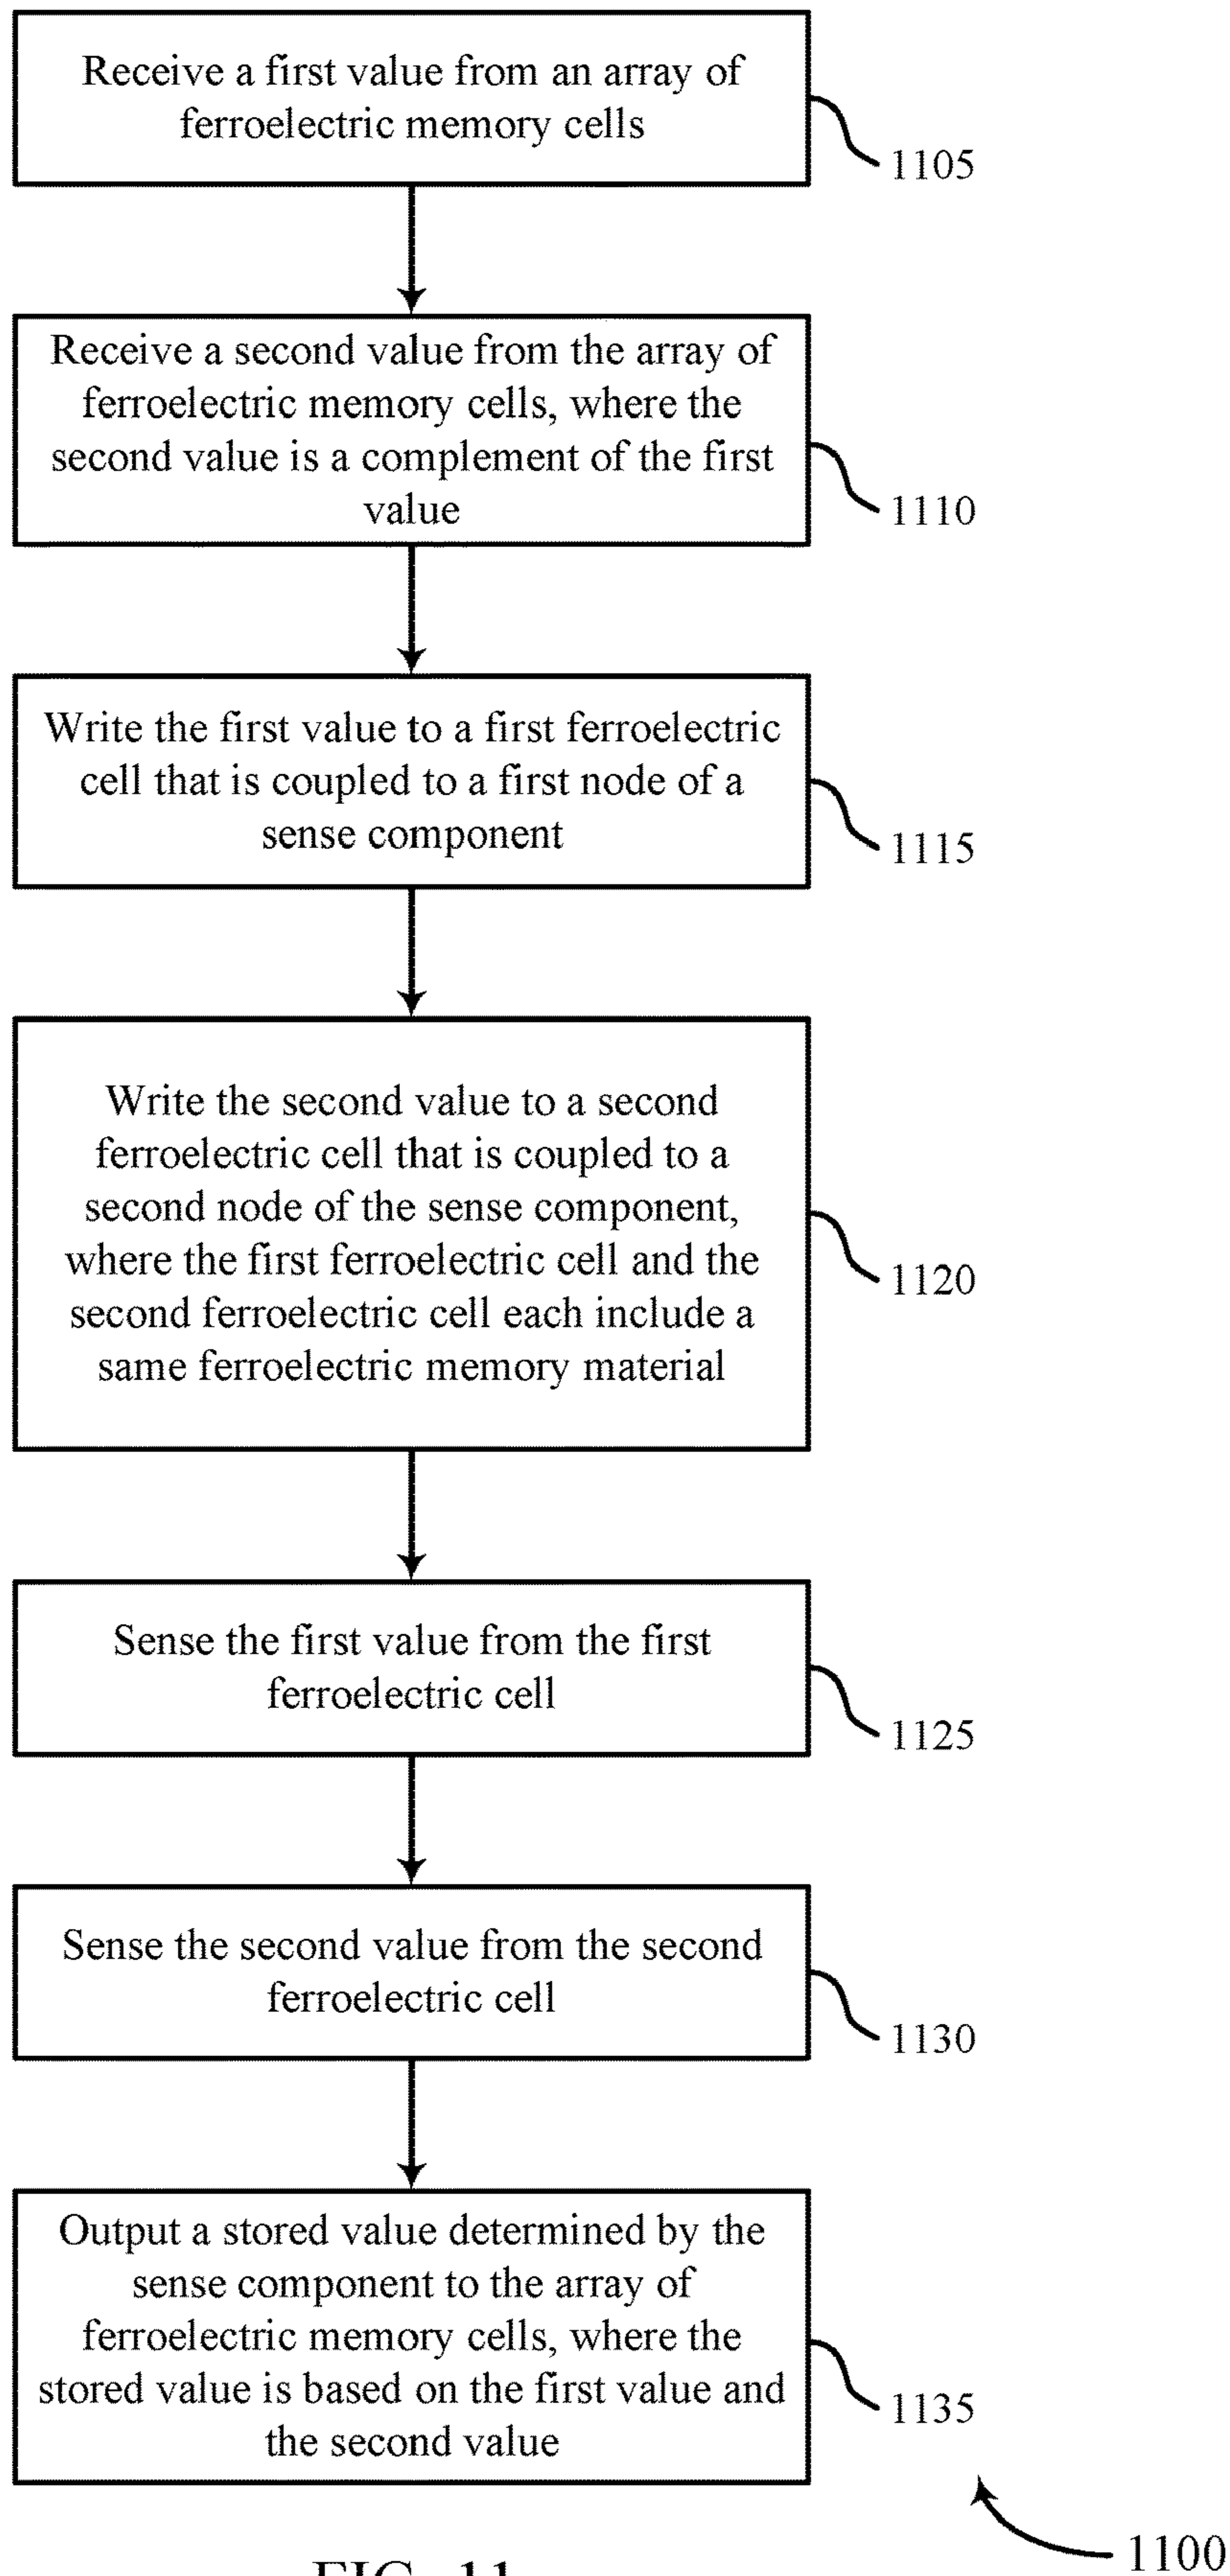 Receive a first value from an array of
ferroelectric memory cells
1105
Receive a second value from the array of
ferroelectric memory cells, where the
second value is a complement of the first
value
1110
Write the first value to a first ferroelectric
cell that is coupled to a first node of a
sense component
1115
Write the second value to a second
ferroelectric cell that is coupled to a
second node of the sense component,
where the first ferroelectric cell and the
second ferroelectric cell each include a
same ferroelectric memory material
1120
Sense the first value from the first
ferroelectric cell
1125
Sense the second value from the second
ferroelectric cell
1130
Output a stored value determined by the
sense component to the array of
ferroelectric memory cells, where the
stored value is based on the first value and
the second value
1135
1100
FIG. 11